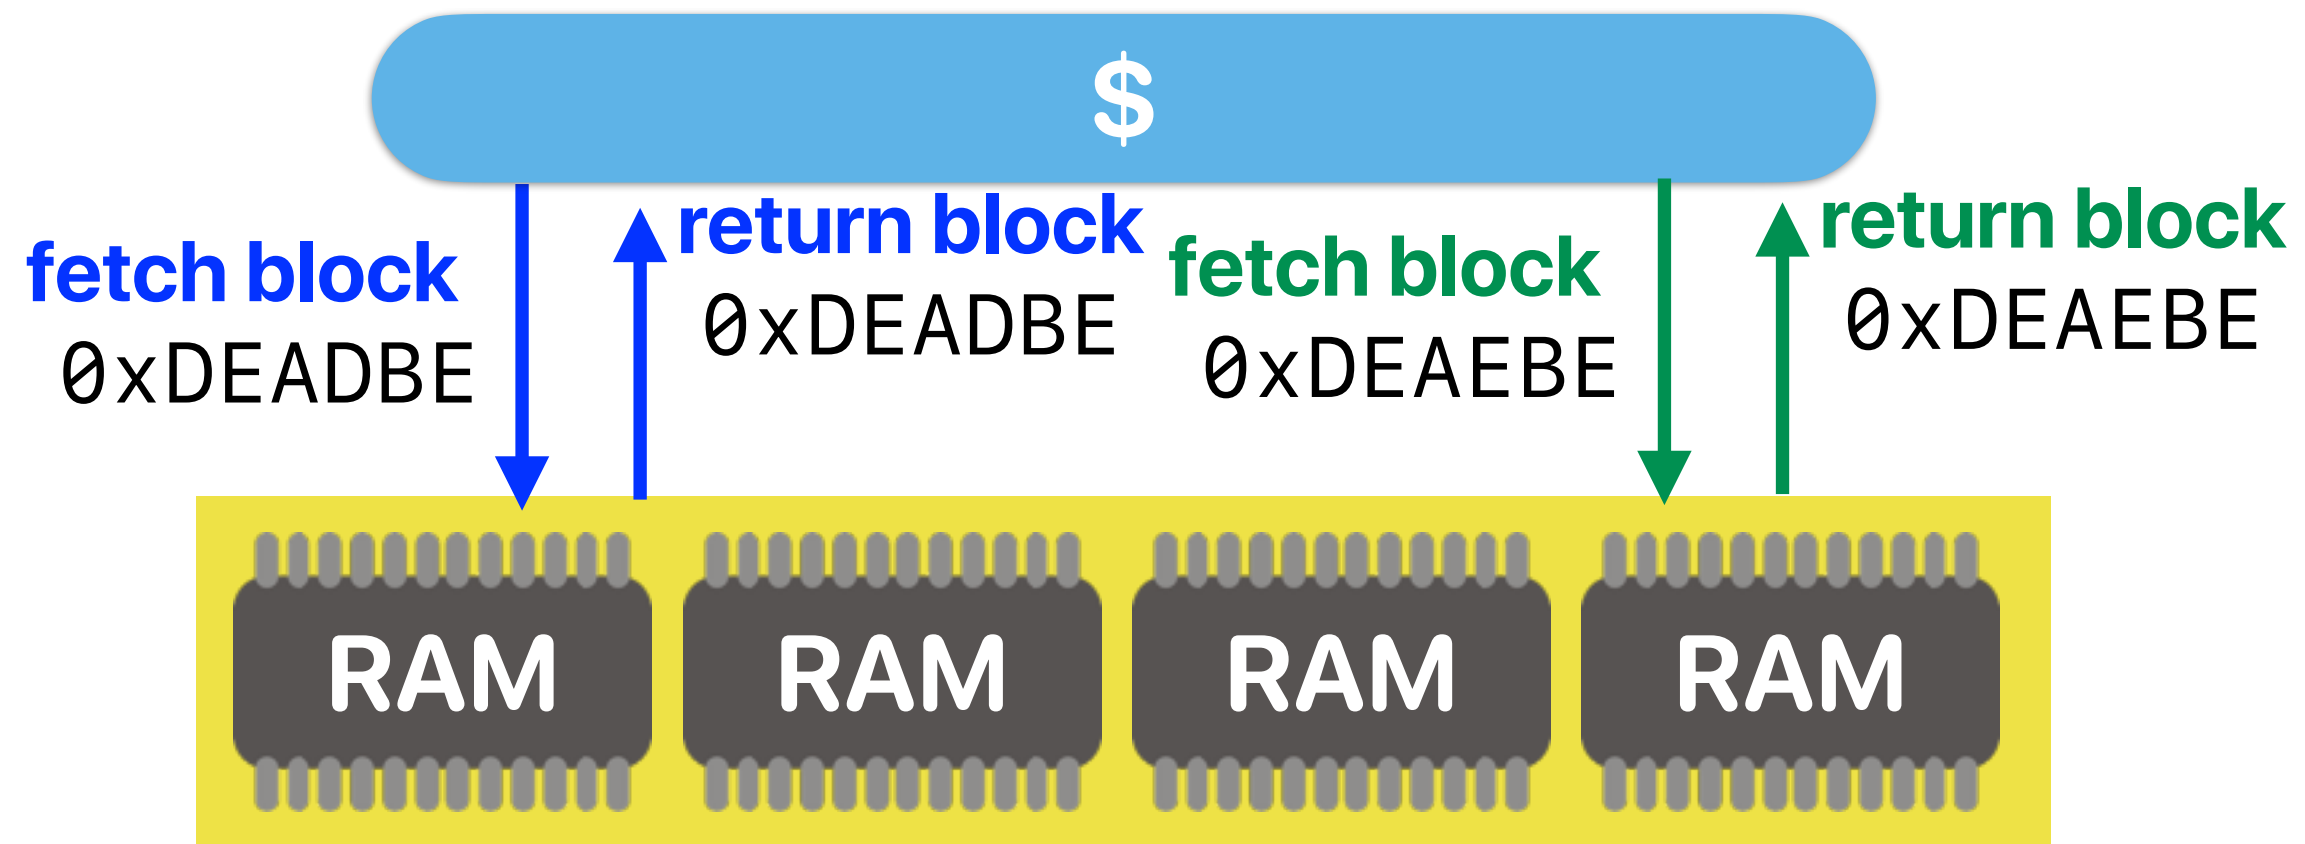 $
fetch block
0xDEADBE
return block
0xDEADBE
fetch block
0xDEAEBE
return block
0xDEAEBE
RAM
RAM
RAM
RAM